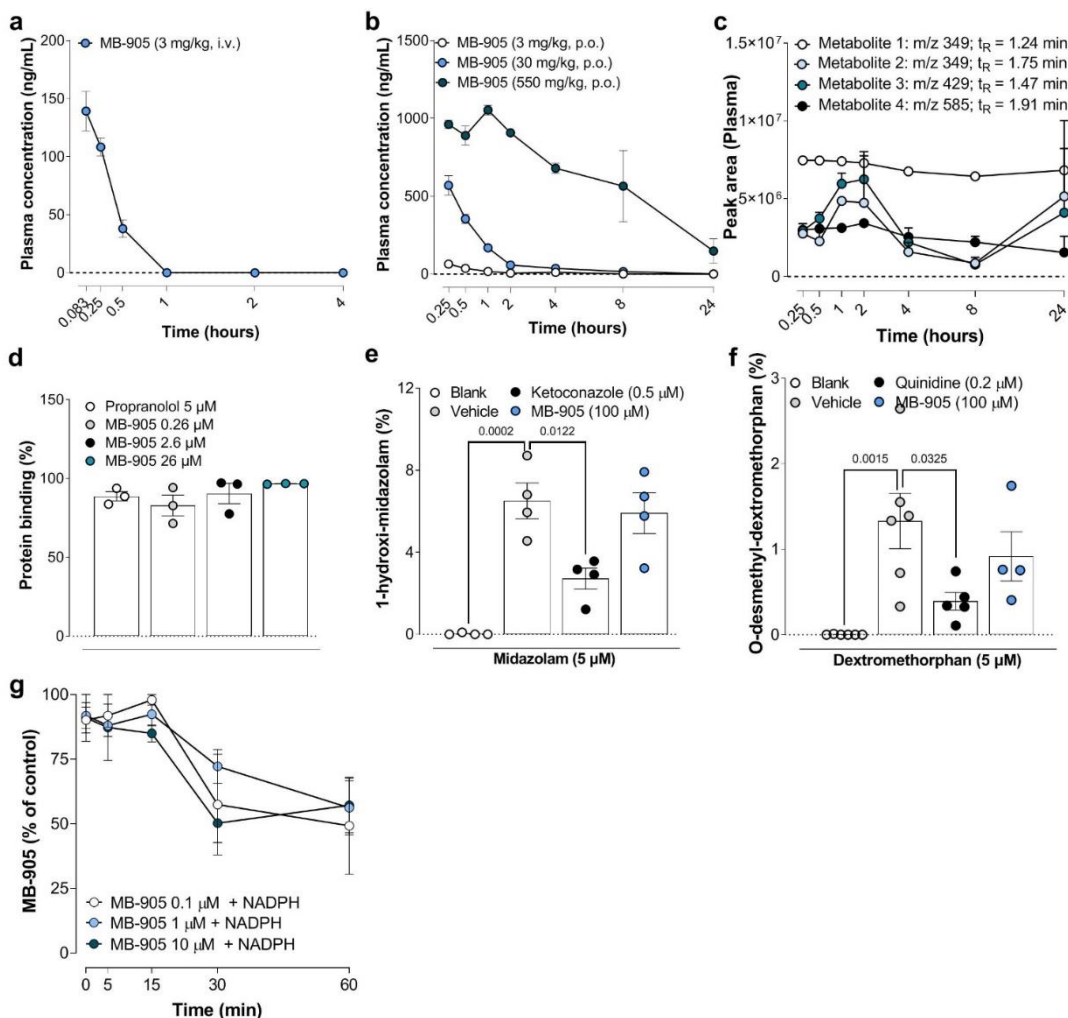 a
Plasma concentration (ng/mL)
200
150
100
50
0
MB-905 (3 mg/kg, i.v.)
0.083
0.25
0.5
1
2
4
Time (hours)
b
Plasma concentration (ng/mL)
1500
1000
500
0
MB-905 (3 mg/kg, p.o.)
MB-905 (30 mg/kg, p.o.)
MB-905 (550 mg/kg, p.o.)
0.25
0.5
1
2
4
8
24
Time (hours)
c
Peak area (Plasma)
1.5×10⁷
1×10⁷
5×10⁶
0
Metabolite 1: m/z 349; tR = 1.24 min
Metabolite 2: m/z 349; tR = 1.75 min
Metabolite 3: m/z 429; tR = 1.47 min
Metabolite 4: m/z 585; tR = 1.91 min
0.25
0.5
1
2
4
8
24
Time (hours)
d
Protein binding (%)
150
100
50
0
Propranolol 5 µM
MB-905 0.26 µM
MB-905 2.6 µM
MB-905 26 µM
e
1-hydroxi-midazolam (%)
12
8
4
0
Blank
Ketoconazole (0.5 µM)
Vehicle
MB-905 (100 µM)
0.0002
0.0122
Midazolam (5 µM)
f
O-desmethyl-dextromethorphan (%)
3
2
1
0
Blank
Quinidine (0.2 µM)
Vehicle
MB-905 (100 µM)
0.0015
0.0325
Dextromethorphan (5 µM)
g
MB-905 (% of control)
100
75
50
25
0
MB-905 0.1 µM + NADPH
MB-905 1 µM + NADPH
MB-905 10 µM + NADPH
0
5
15
30
60
Time (min)